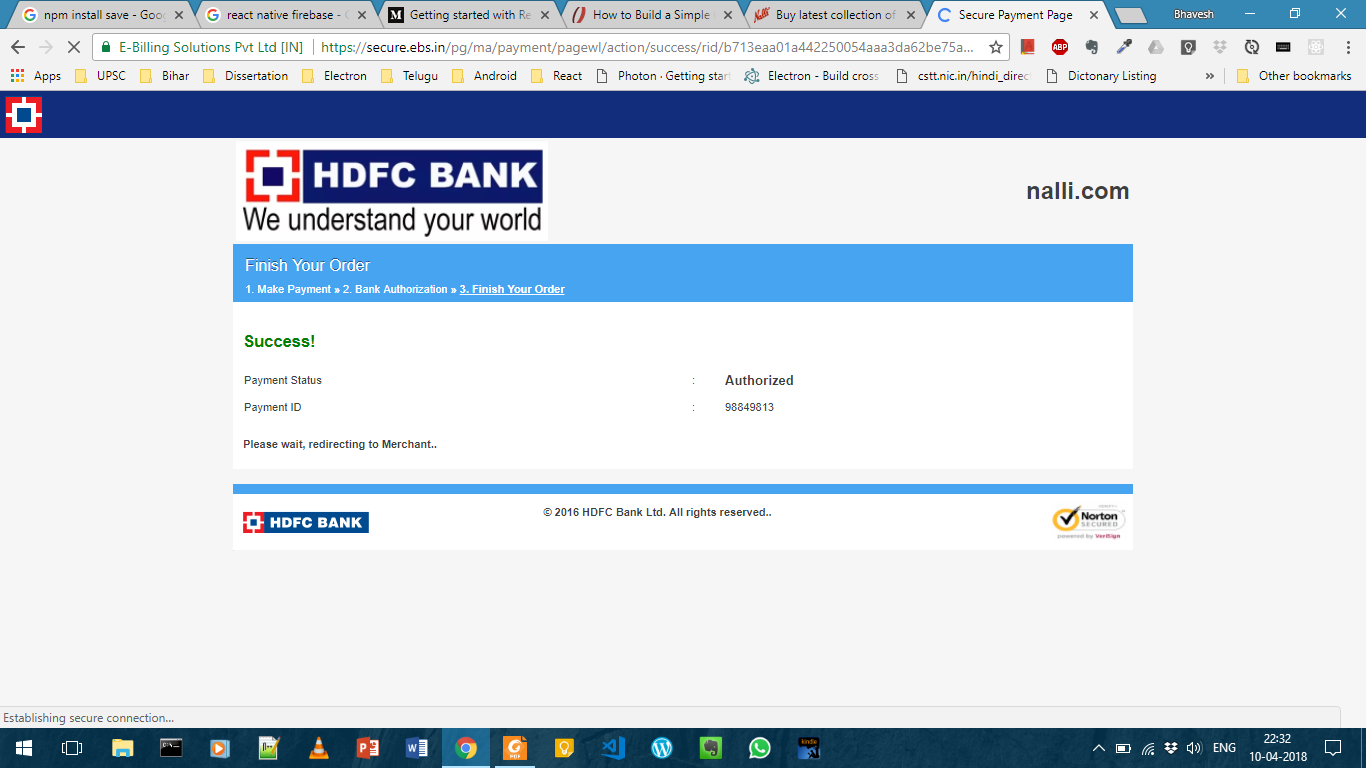 npm install save - Goog
react native firebase - G
Getting started with Re
How to Build a Simple
Buy latest collection of
Secure Payment Page
Bhavesh
E-Billing Solutions Pvt Ltd [IN]
https://secure.ebs.in/pg/ma/payment/pagewl/action/success/rid/b713eaa01a442250054aaa3da62be75a...
ABP
Apps
UPSC
Bihar
Dissertation
Electron
Telugu
Android
React
Photon · Getting start
Electron - Build cross
cstt.nic.in/hindi_direc
Dictonary Listing
»
Other bookmarks
HDFC BANK
We understand your world
nalli.com
Finish Your Order
1. Make Payment » 2. Bank Authorization » 3. Finish Your Order
Success!
Payment Status : Authorized
Payment ID : 98849813
Please wait, redirecting to Merchant..
HDFC BANK
© 2016 HDFC Bank Ltd. All rights reserved..
Norton
SECURED
powered by VeriSign
Establishing secure connection...
ENG
22:32
10-04-2018